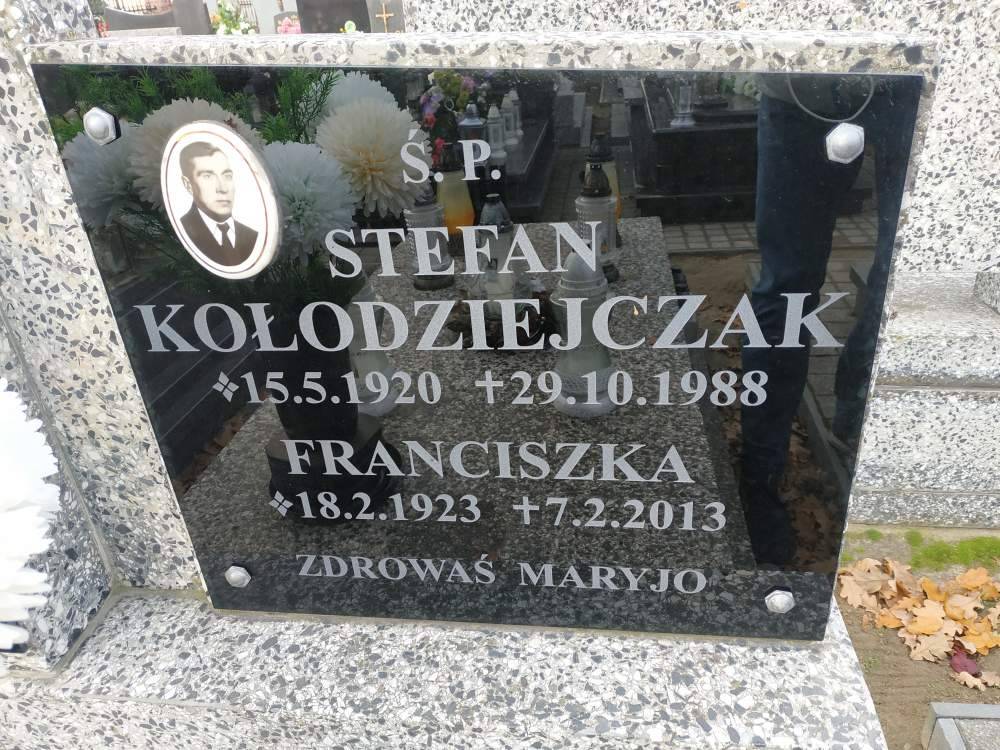 Ś. P.
STEFAN
KOŁODZIEJCZAK
❖15.5.1920 ✝29.10.1988
FRANCISZKA
❖18.2.1923 ✝7.2.2013
ZDROWAŚ MARYJO